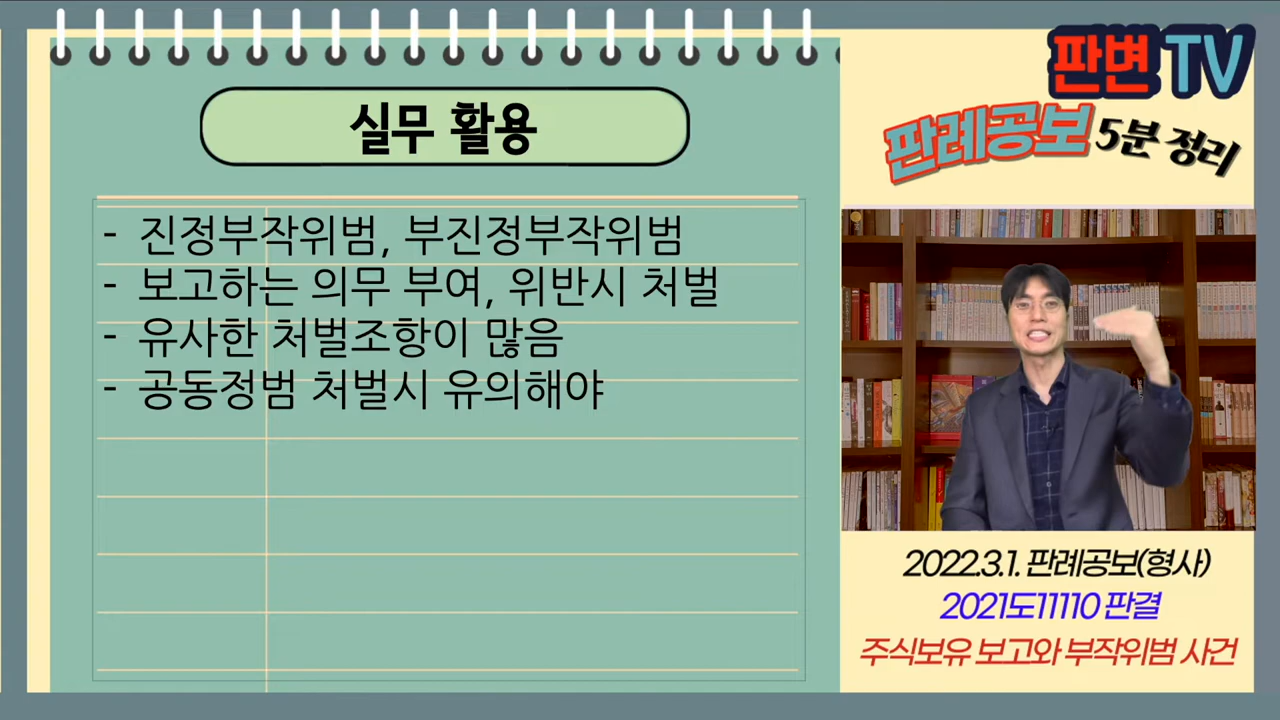 실무 활용
- 진정부작위범, 부진정부작위범
- 보고하는 의무 부여, 위반시 처벌
- 유사한 처벌조항이 많음
- 공동정범 처벌시 유의해야
판변 TV
판례공보 5분 정리
2022.3.1. 판례공보(형사)
2021도11110 판결
주식보유 보고와 부작위범 사건